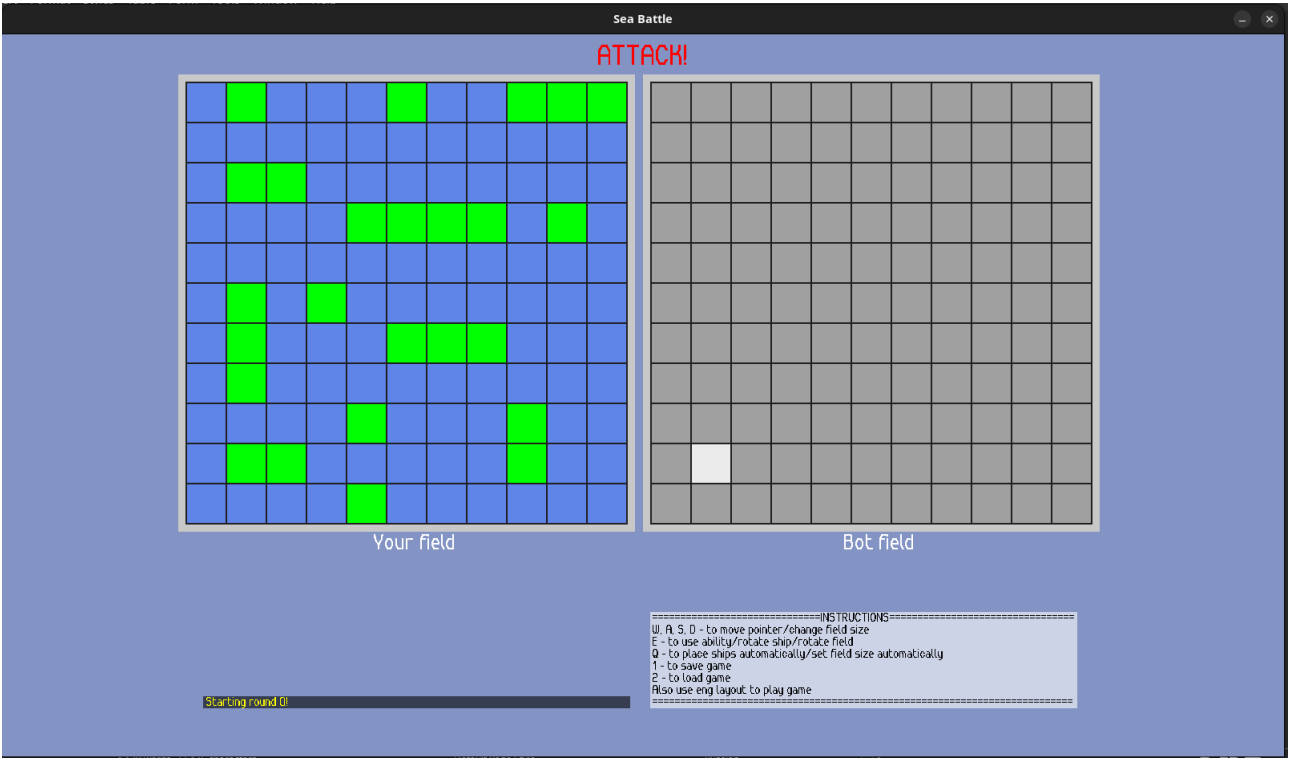 Sea Battle
ATTACK!
Your field
Bot field
==============================INSTRUCTIONS=================================
W, A, S, D - to move pointer/change field size
E - to use ability/rotate ship/rotate field
Q - to place ships automatically/set field size automatically
1 - to save game
2 - to load game
Also use eng layout to play game
===========================================================================
Starting round 0!